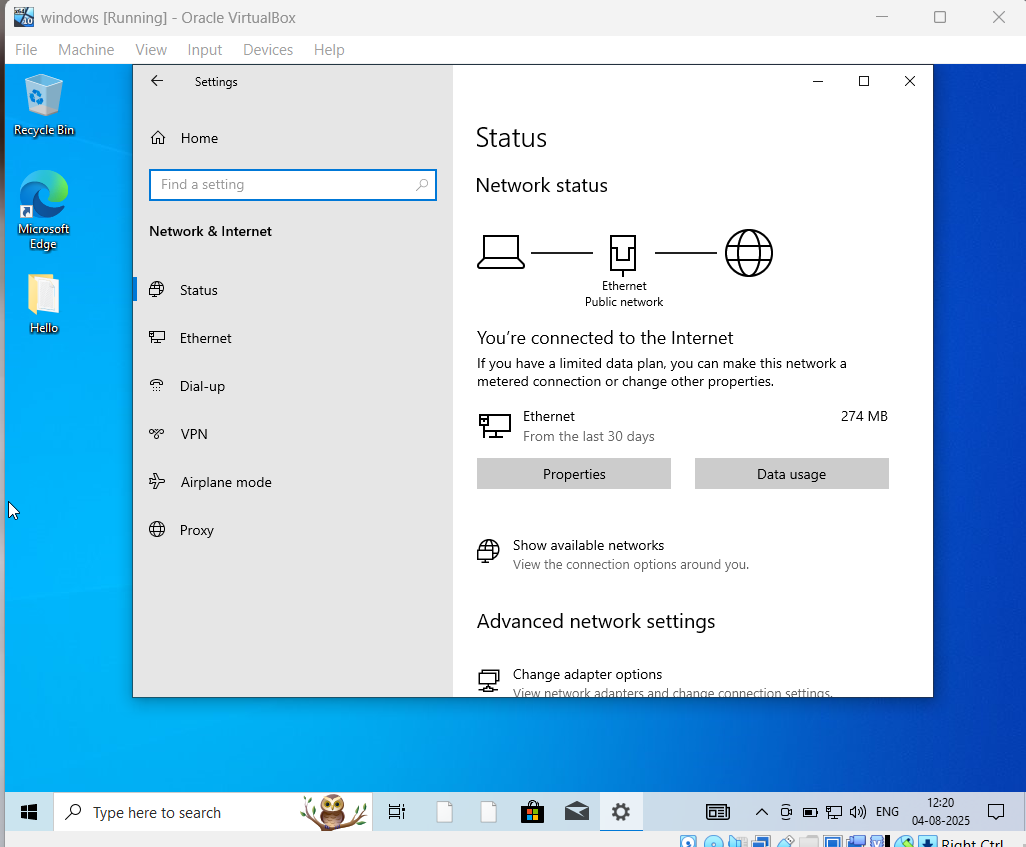 windows [Running] - Oracle VirtualBox
File Machine View Input Devices Help
Recycle Bin
Microsoft
Edge
Hello
Settings
Home
Find a setting
Network & Internet
Status
Ethernet
Dial-up
VPN
Airplane mode
Proxy
Status
Network status
Ethernet
Public network
You're connected to the Internet
If you have a limited data plan, you can make this network a
metered connection or change other properties.
Ethernet 274 MB
From the last 30 days
Properties Data usage
Show available networks
View the connection options around you.
Advanced network settings
Change adapter options
View network adapters and change connection settings.
Type here to search
ENG
12:20
04-08-2025
Right Ctrl